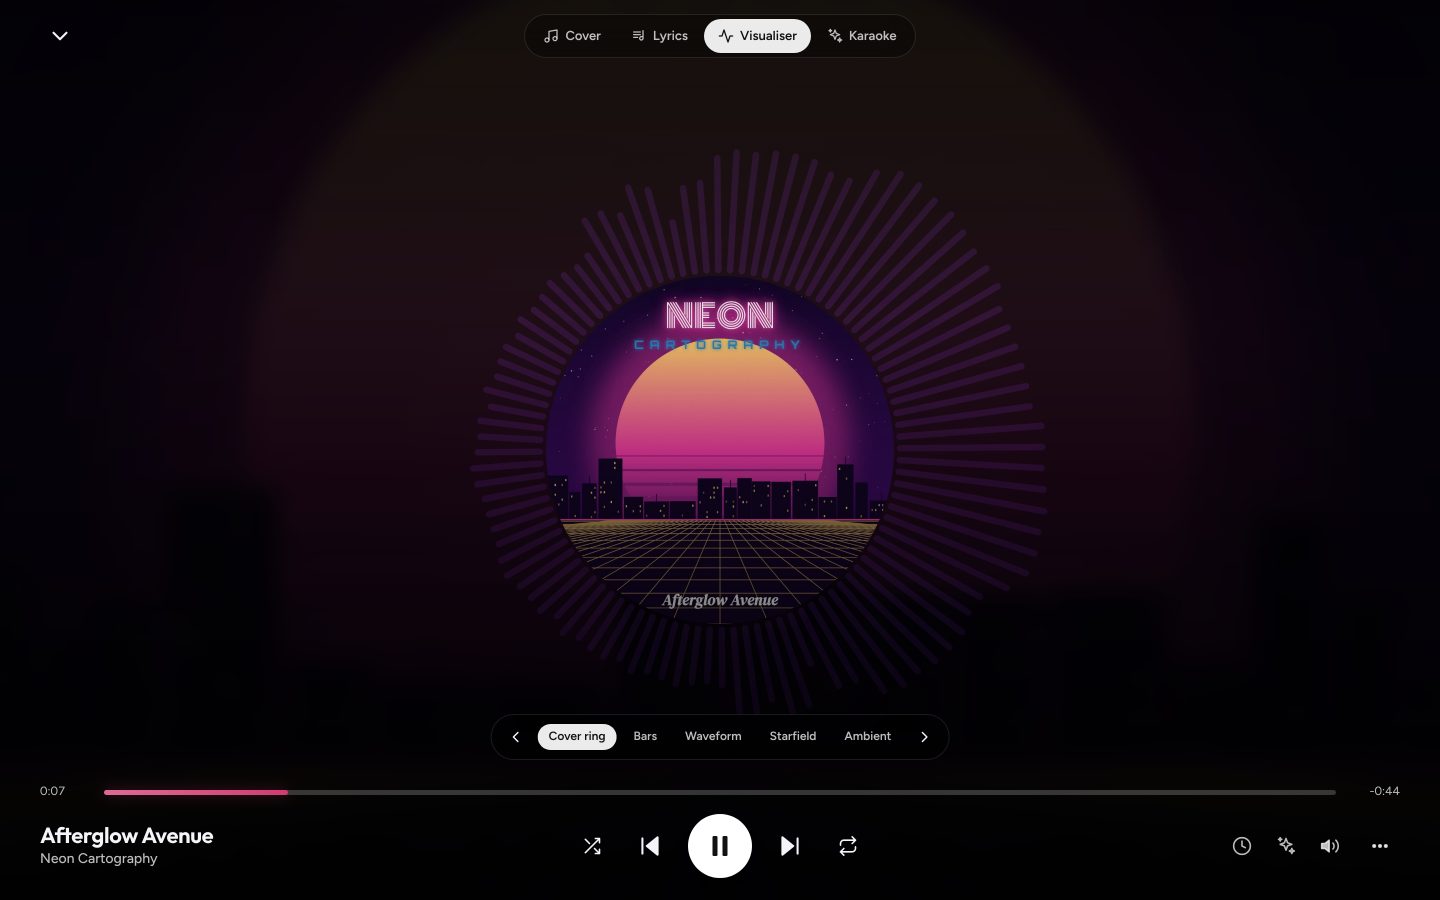 Cover
Lyrics
Visualiser
Karaoke
NEON
CARTOGRAPHY
Afterglow Avenue
Cover ring
Bars
Waveform
Starfield
Ambient
0:07
-0:44
Afterglow Avenue
Neon Cartography